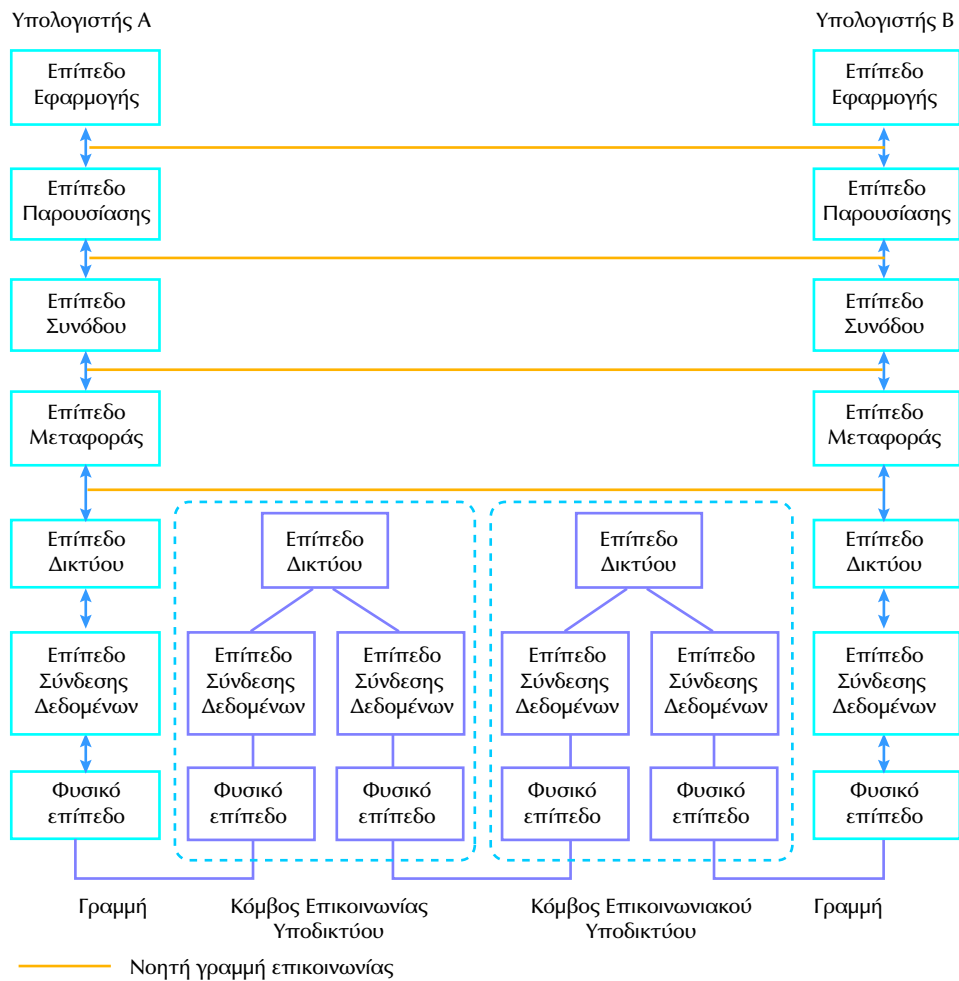 Υπολογιστής Α
Υπολογιστής Β
Επίπεδο
Εφαρμογής
Επίπεδο
Εφαρμογής
Επίπεδο
Παρουσίασης
Επίπεδο
Παρουσίασης
Επίπεδο
Συνόδου
Επίπεδο
Συνόδου
Επίπεδο
Μεταφοράς
Επίπεδο
Μεταφοράς
Επίπεδο
Δικτύου
Επίπεδο
Δικτύου
Επίπεδο
Δικτύου
Επίπεδο
Δικτύου
Επίπεδο
Σύνδεσης
Δεδομένων
Επίπεδο
Σύνδεσης
Δεδομένων
Επίπεδο
Σύνδεσης
Δεδομένων
Επίπεδο
Σύνδεσης
Δεδομένων
Επίπεδο
Σύνδεσης
Δεδομένων
Επίπεδο
Σύνδεσης
Δεδομένων
Φυσικό
επίπεδο
Φυσικό
επίπεδο
Φυσικό
επίπεδο
Φυσικό
επίπεδο
Φυσικό
επίπεδο
Φυσικό
επίπεδο
Γραμμή
Κόμβος Επικοινωνίας
Υποδικτύου
Κόμβος Επικοινωνιακού
Υποδικτύου
Γραμμή
Νοητή γραμμή επικοινωνίας